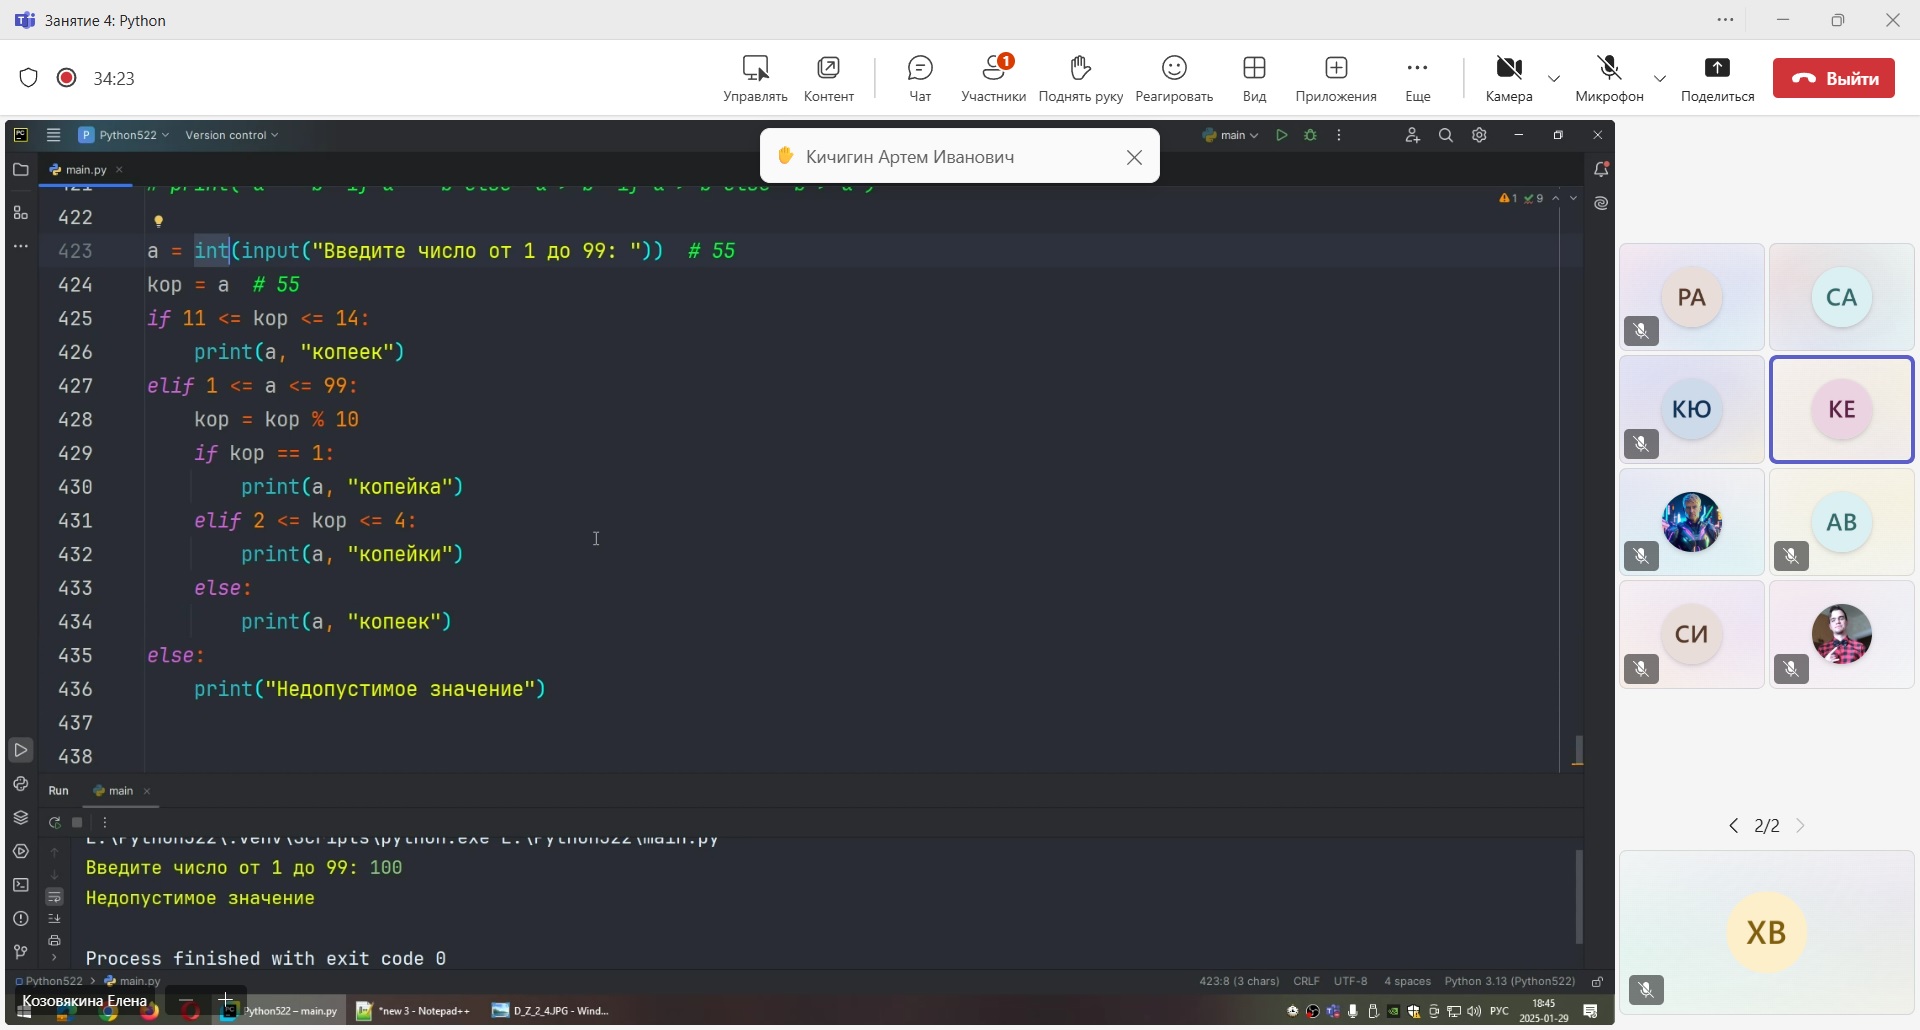 Занятие 4: Python
34:23
Управлять Контент Чат Участники 1 Поднять руку Реагировать Вид Приложения Еще Камера Микрофон Поделиться Выйти
PC P Python522 Version control main
Кичигин Артем Иванович
main.py
1 9
422
423 a = int(input("Введите число от 1 до 99: ")) # 55
424 kop = a # 55
425 if 11 <= kop <= 14:
426 print(a, "копеек")
427 elif 1 <= a <= 99:
428 kop = kop % 10
429 if kop == 1:
430 print(a, "копейка")
431 elif 2 <= kop <= 4:
432 print(a, "копейки")
433 else:
434 print(a, "копеек")
435 else:
436 print("Недопустимое значение")
437
438
РА
СА
КЮ
КЕ
АВ
СИ
2/2
ХВ
Run main
Введите число от 1 до 99: 100
Недопустимое значение
Process finished with exit code 0
Python522 > main.py 423:8 (3 chars) CRLF UTF-8 4 spaces Python 3.13 (Python522)
Козовякина Елена
Python522 – main.py *new 3 - Notepad++ D_Z_2_4.JPG - Wind... РУС 18:45
2025-01-29